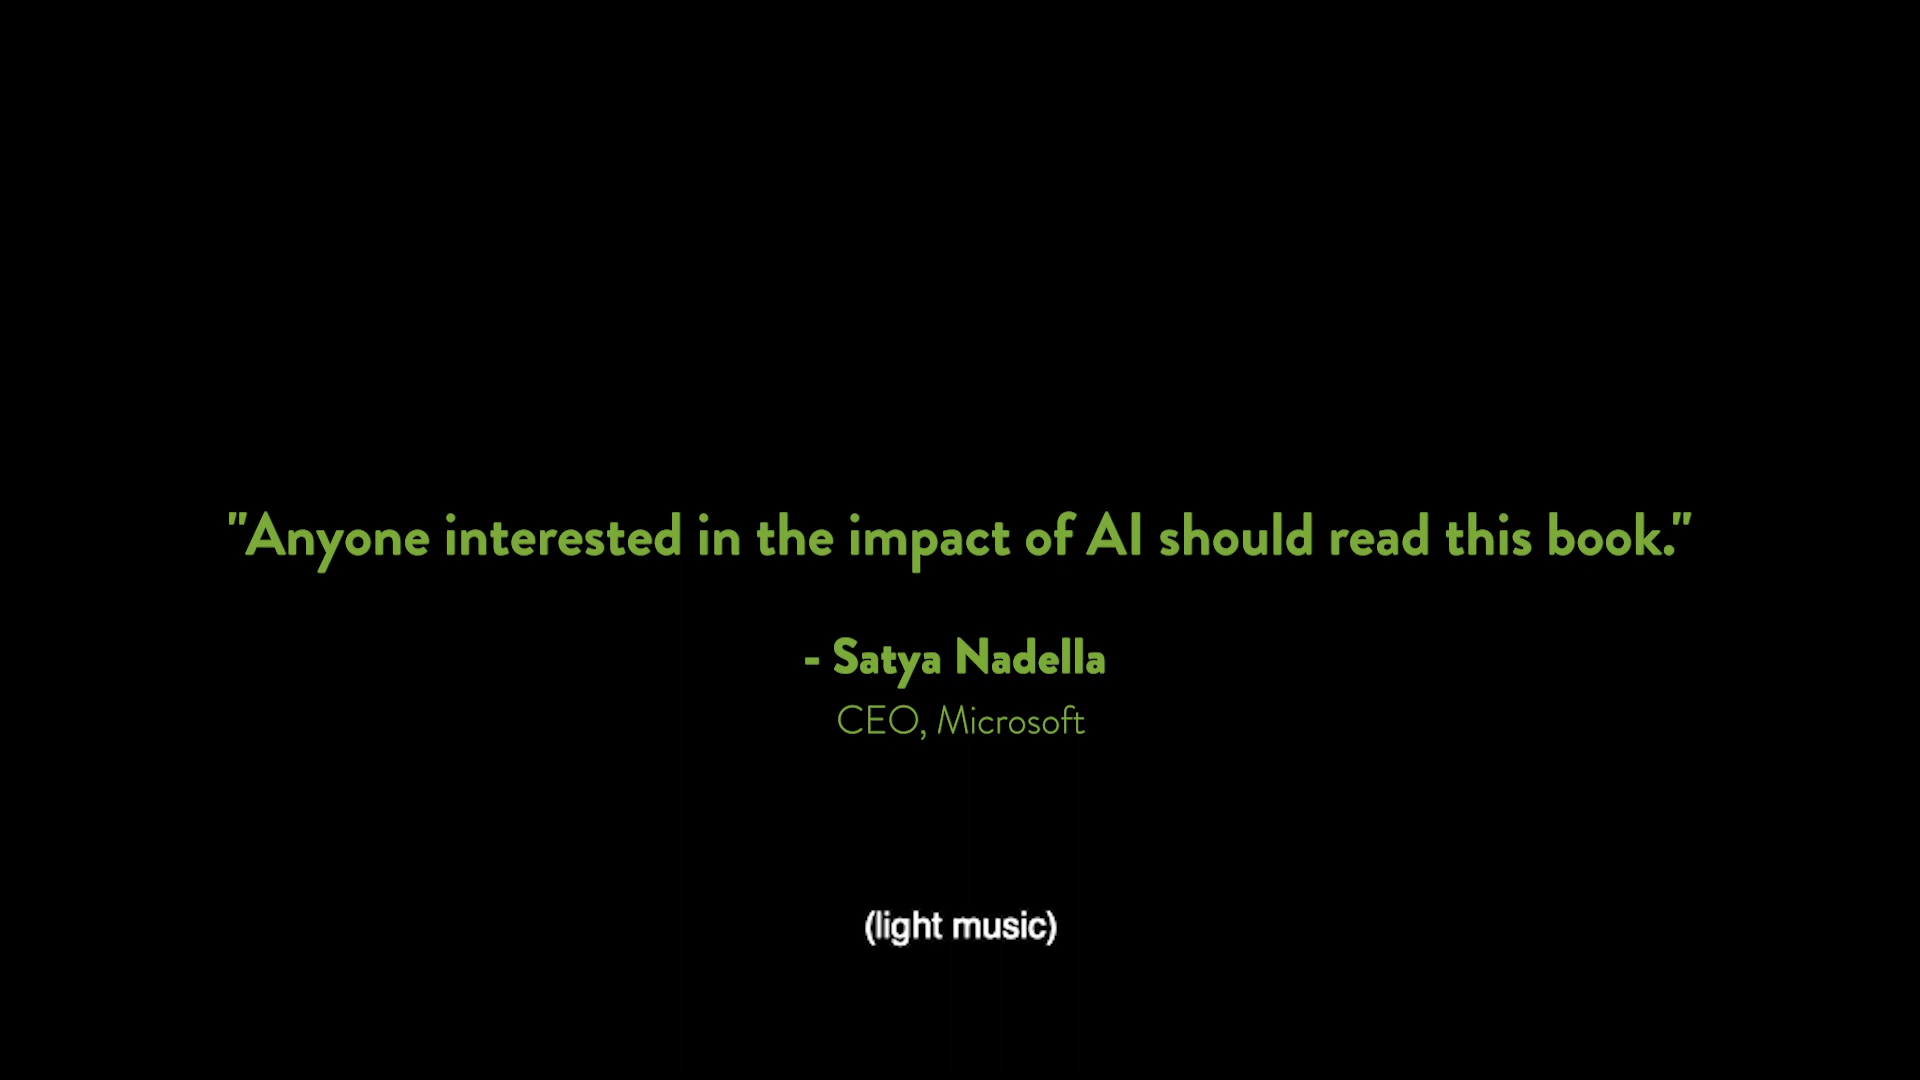 "Anyone interested in the impact of AI should read this book."
- Satya Nadella
CEO, Microsoft
(light music)